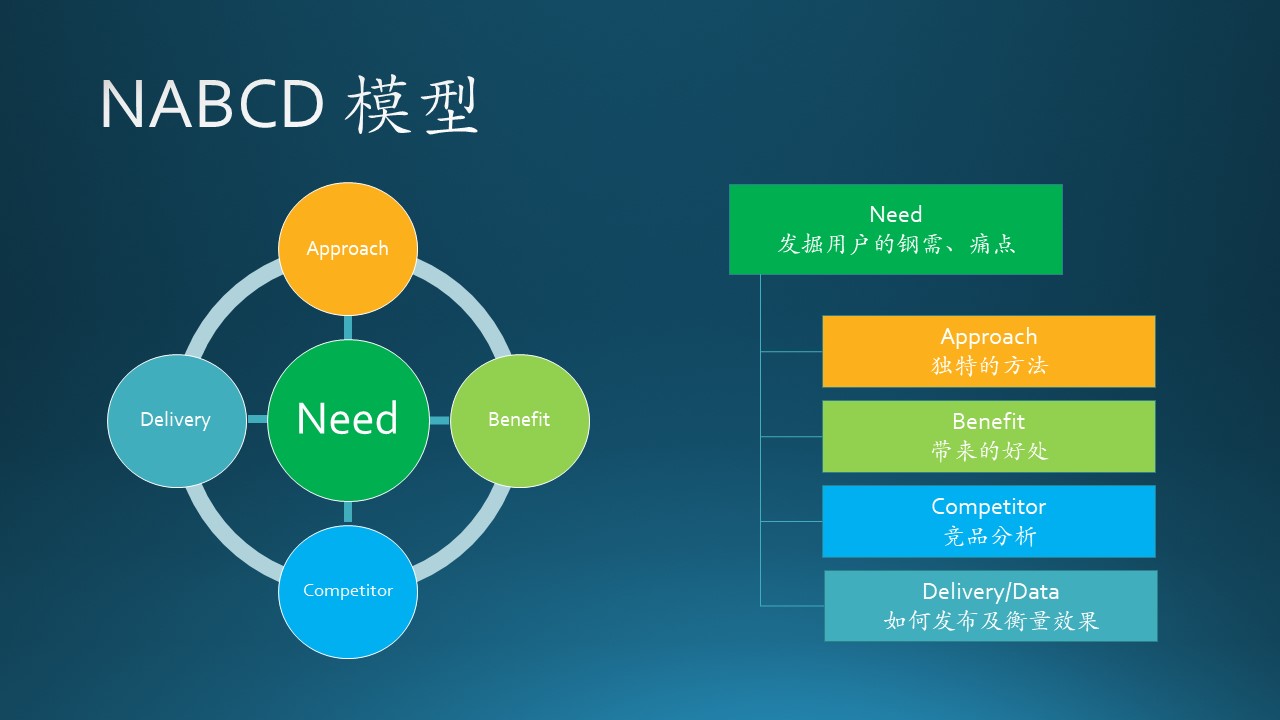 NABCD 模型
Approach
Delivery
Need
Benefit
Competitor
Need
发掘用户的钢需、痛点
Approach
独特的方法
Benefit
带来的好处
Competitor
竞品分析
Delivery/Data
如何发布及衡量效果